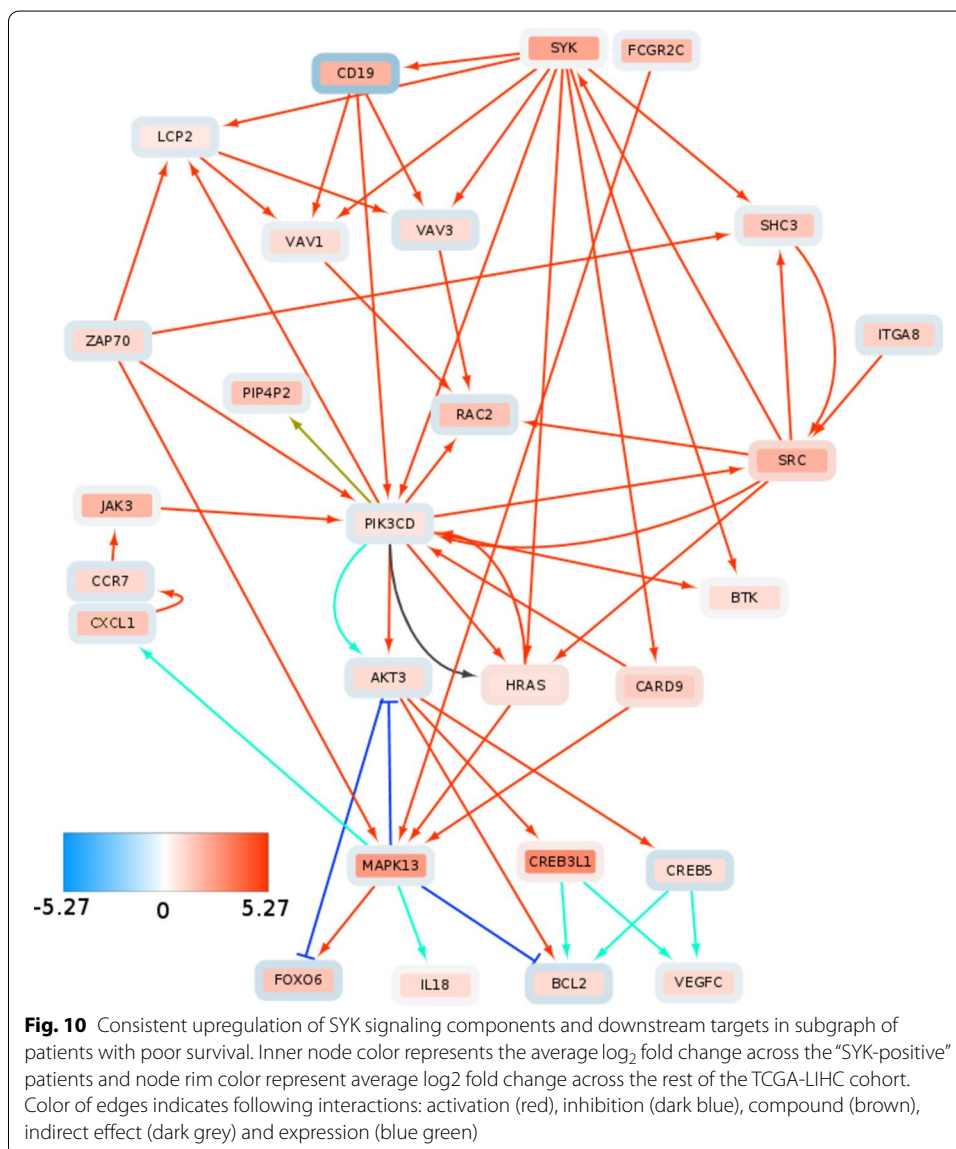 SYK
FCGR2C
CD19
LCP2
SHC3
VAV3
VAV1
ZAP70
ITGA8
PIP4P2
RAC2
SRC
JAK3
PIK3CD
CCR7
BTK
CXCL1
AKT3
HRAS
CARD9
MAPK13
CREB3L1
CREB5
-5.27 0 5.27
FOXO6
IL18
BCL2
VEGFC
Fig. 10 Consistent upregulation of SYK signaling components and downstream targets in subgraph of
patients with poor survival. Inner node color represents the average log2 fold change across the “SYK-positive”
patients and node rim color represent average log2 fold change across the rest of the TCGA-LIHC cohort.
Color of edges indicates following interactions: activation (red), inhibition (dark blue), compound (brown),
indirect effect (dark grey) and expression (blue green)